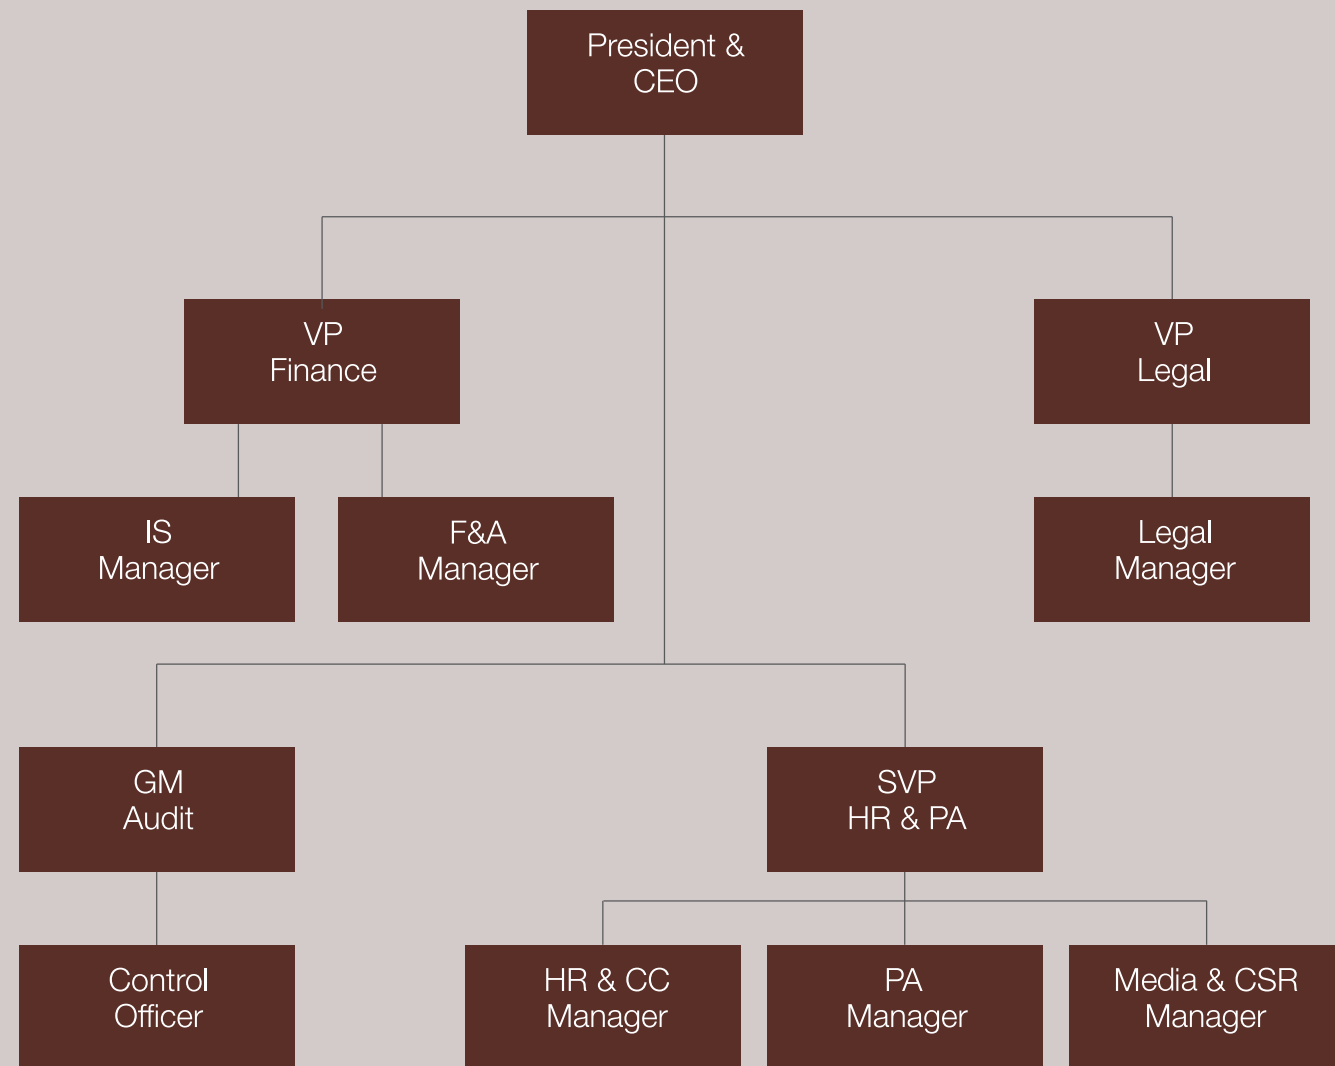 President &
CEO
VP
Finance
VP
Legal
IS
Manager
F&A
Manager
Legal
Manager
GM
Audit
SVP
HR & PA
Control
Officer
HR & CC
Manager
PA
Manager
Media & CSR
Manager